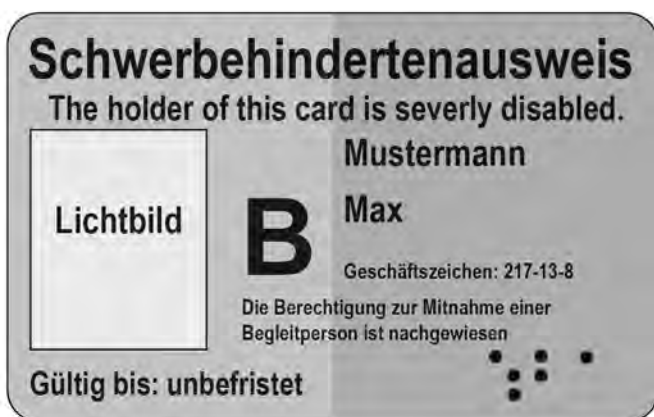 Schwerbehindertenausweis
The holder of this card is severly disabled.
Mustermann
Lichtbild
B
Max
Geschäftszeichen: 217-13-8
Die Berechtigung zur Mitnahme einer
Begleitperson ist nachgewiesen
Gültig bis: unbefristet